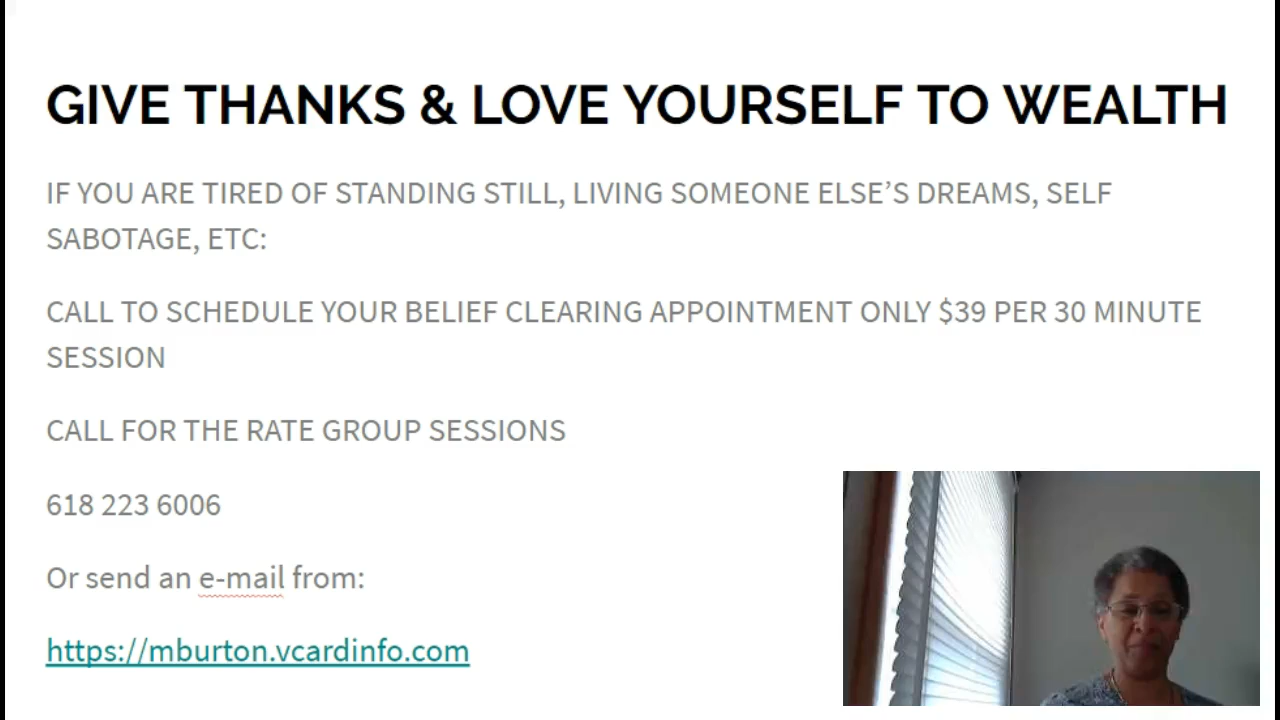 GIVE THANKS & LOVE YOURSELF TO WEALTH
IF YOU ARE TIRED OF STANDING STILL, LIVING SOMEONE ELSE’S DREAMS, SELF
SABOTAGE, ETC:
CALL TO SCHEDULE YOUR BELIEF CLEARING APPOINTMENT ONLY $39 PER 30 MINUTE
SESSION
CALL FOR THE RATE GROUP SESSIONS
618 223 6006
Or send an e-mail from:
https://mburton.vcardinfo.com